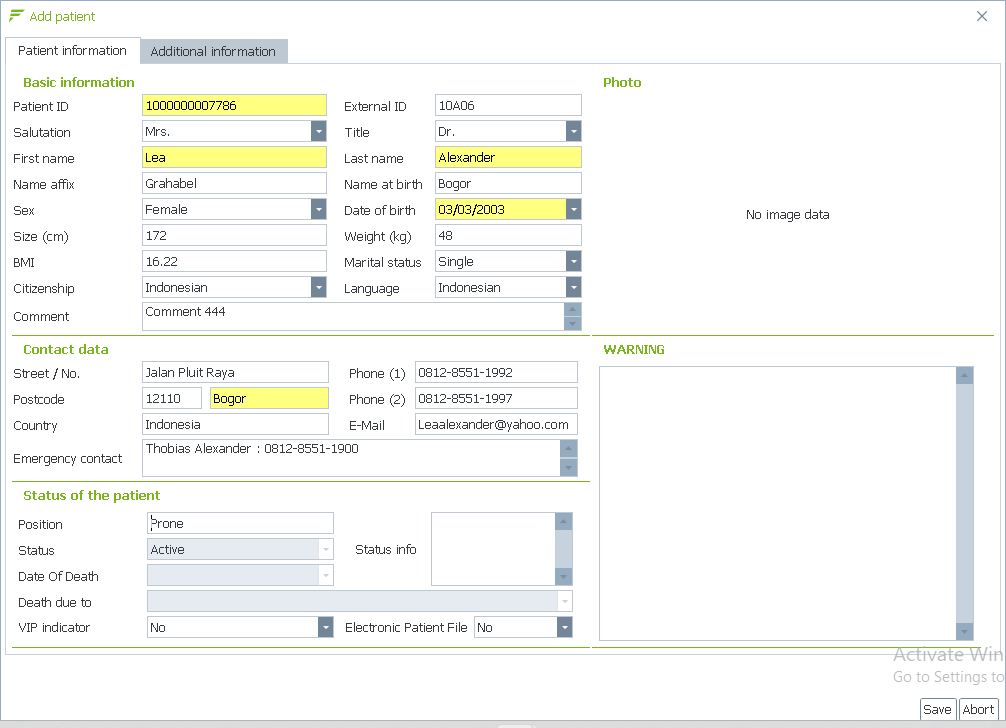 Add patient
Patient information Additional information
Basic information Photo
Patient ID 1000000007786 External ID 10A06
Salutation Mrs. Title Dr.
First name Lea Last name Alexander
Name affix Grahabel Name at birth Bogor
Sex Female Date of birth 03/03/2003
No image data
Size (cm) 172 Weight (kg) 48
BMI 16.22 Marital status Single
Citizenship Indonesian Language Indonesian
Comment Comment 444
Contact data WARNING
Street / No. Jalan Pluit Raya Phone (1) 0812-8551-1992
Postcode 12110 Bogor Phone (2) 0812-8551-1997
Country Indonesia E-Mail Leaalexander@yahoo.com
Emergency contact Thobias Alexander : 0812-8551-1900
Status of the patient
Position Prone
Status Active Status info
Date Of Death
Death due to
VIP indicator No Electronic Patient File No
Activate Win
Go to Settings to
Save Abort